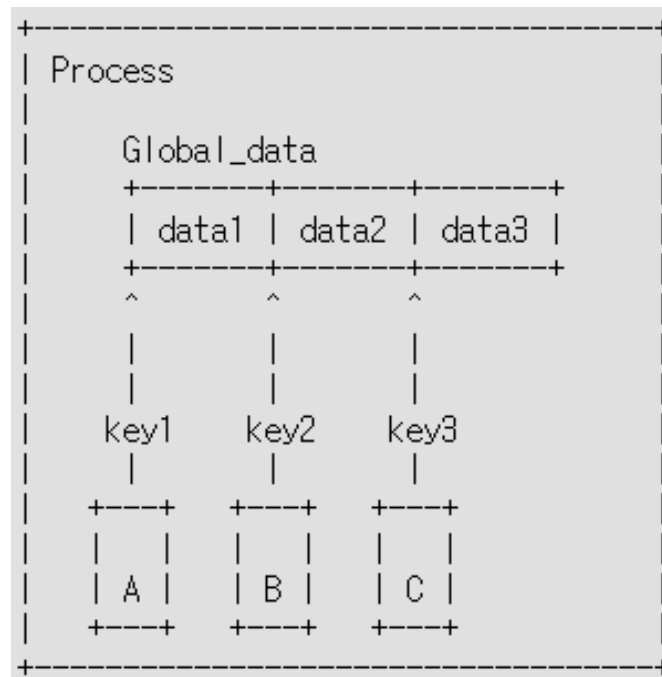 Process
Global_data
data1 | data2 | data3
key1 key2 key3
A B C